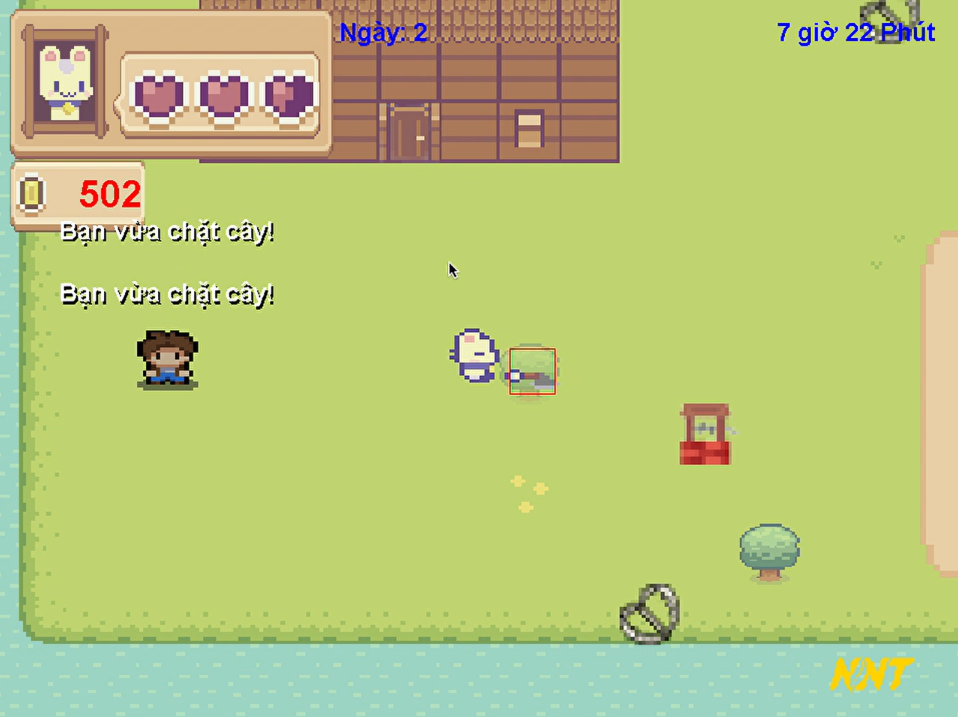 Ngày: 2
7 giờ 22 Phút
502
Bạn vừa chặt cây!
Bạn vừa chặt cây!
NNT